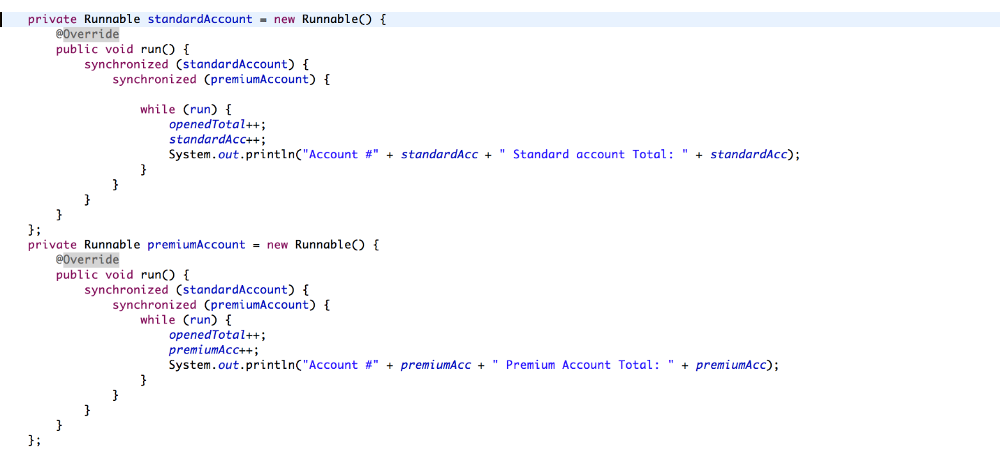 private Runnable standardAccount = new Runnable() {
    @Override
    public void run() {
        synchronized (standardAccount) {
            synchronized (premiumAccount) {

                while (run) {
                    openedTotal++;
                    standardAcc++;
                    System.out.println("Account #" + standardAcc + " Standard account Total: " + standardAcc);
                }
            }
        }
    }
};
private Runnable premiumAccount = new Runnable() {
    @Override
    public void run() {
        synchronized (standardAccount) {
            synchronized (premiumAccount) {
                while (run) {
                    openedTotal++;
                    premiumAcc++;
                    System.out.println("Account #" + premiumAcc + " Premium Account Total: " + premiumAcc);
                }
            }
        }
    }
};